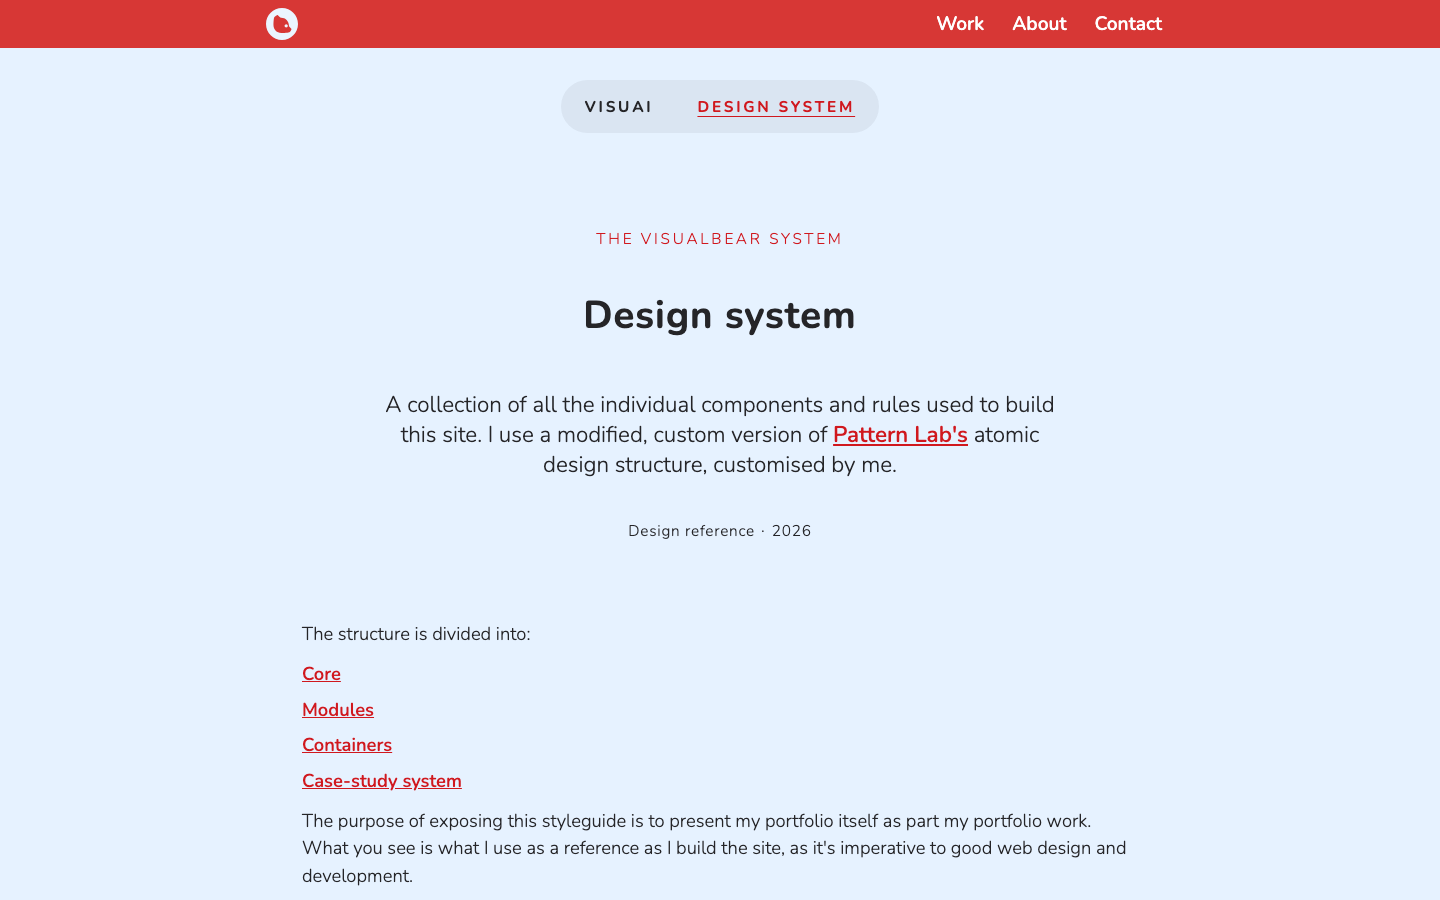 Work About Contact
VISUAI DESIGN SYSTEM
THE VISUALBEAR SYSTEM
Design system
A collection of all the individual components and rules used to build
this site. I use a modified, custom version of Pattern Lab's atomic
design structure, customised by me.
Design reference · 2026
The structure is divided into:
Core
Modules
Containers
Case-study system
The purpose of exposing this styleguide is to present my portfolio itself as part my portfolio work.
What you see is what I use as a reference as I build the site, as it's imperative to good web design and
development.